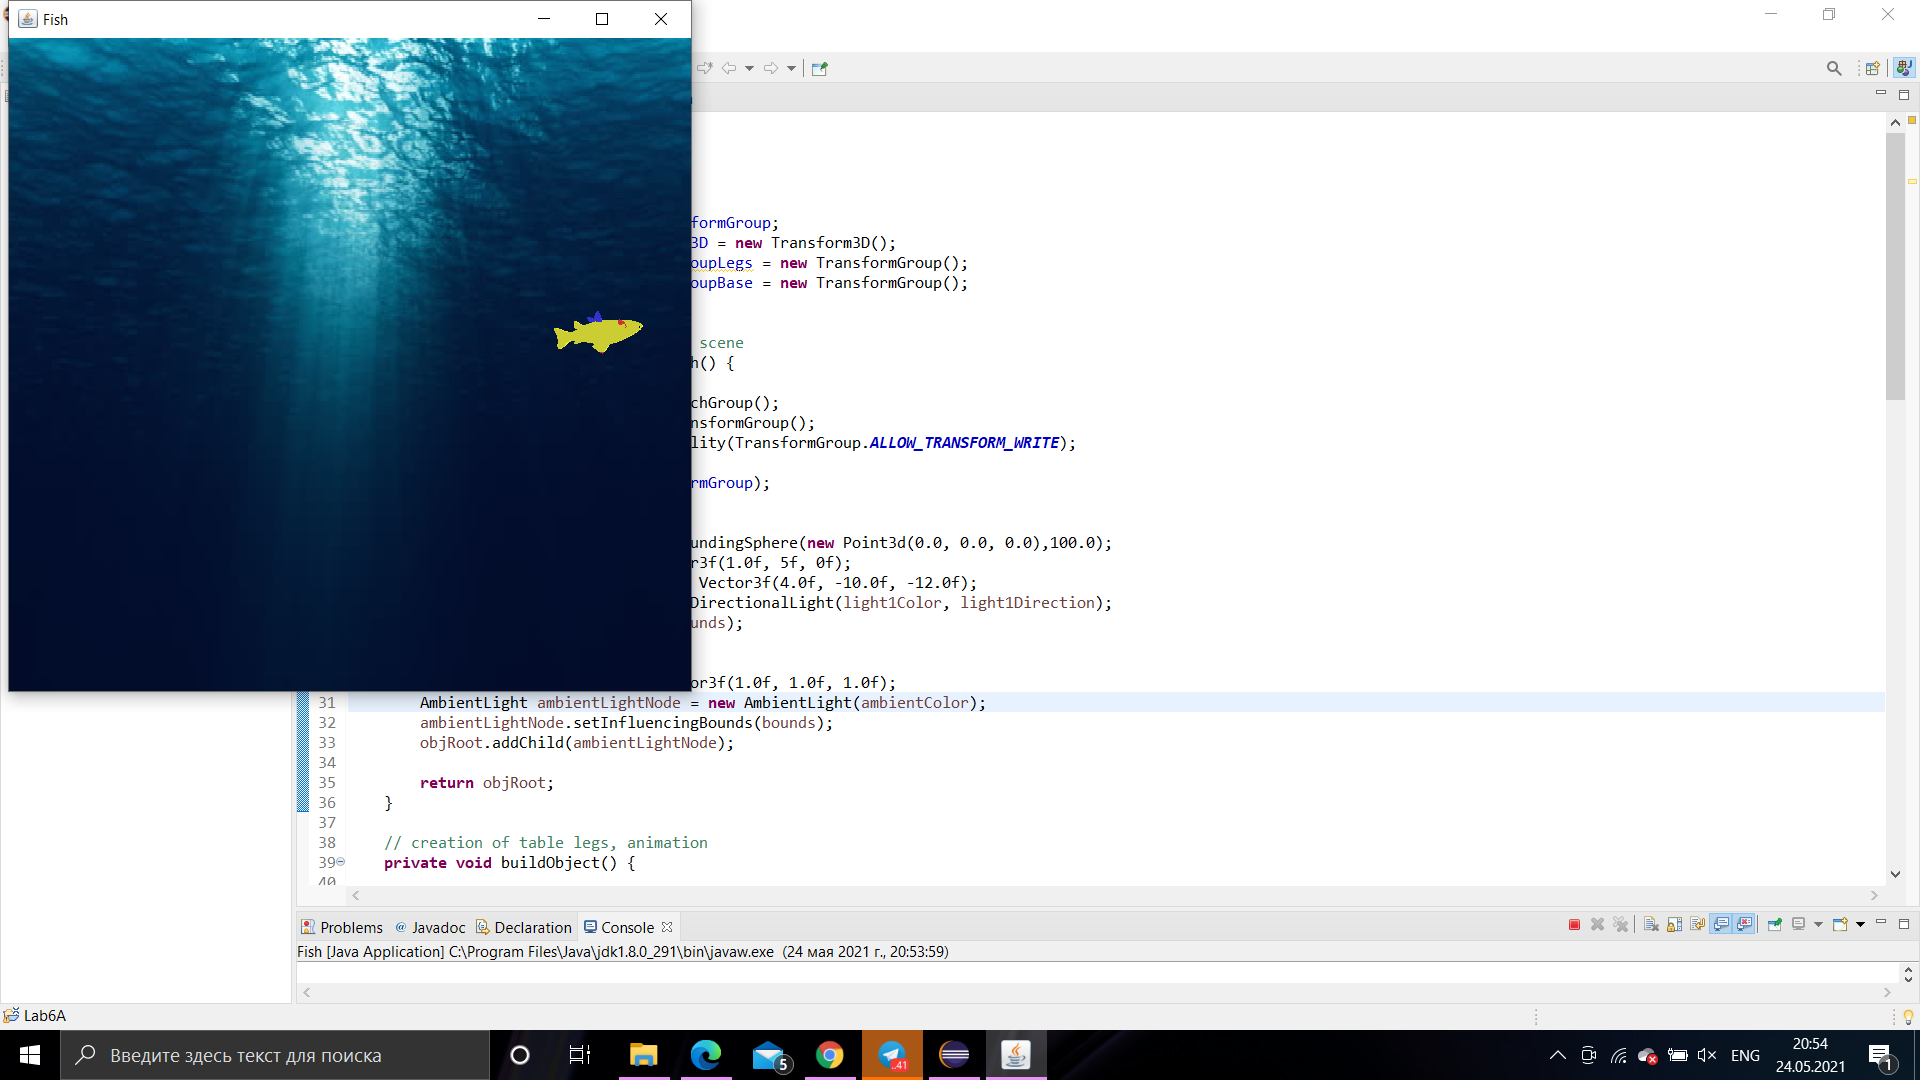 Fish
formGroup;
3D = new Transform3D();
oupLegs = new TransformGroup();
oupBase = new TransformGroup();
scene
h() {
chGroup();
nsformGroup();
lity(TransformGroup.ALLOW_TRANSFORM_WRITE);
rmGroup);
undingSphere(new Point3d(0.0, 0.0, 0.0),100.0);
r3f(1.0f, 5f, 0f);
Vector3f(4.0f, -10.0f, -12.0f);
DirectionalLight(light1Color, light1Direction);
unds);
or3f(1.0f, 1.0f, 1.0f);
31 AmbientLight ambientLightNode = new AmbientLight(ambientColor);
32 ambientLightNode.setInfluencingBounds(bounds);
33 objRoot.addChild(ambientLightNode);
34
35 return objRoot;
36 }
37
38 // creation of table legs, animation
39 private void buildObject() {
40
Problems @ Javadoc Declaration Console
Fish [Java Application] C:\Program Files\Java\jdk1.8.0_291\bin\javaw.exe (24 мая 2021 г., 20:53:59)
Lab6A
Введите здесь текст для поиска
5
41
ENG
20:54
24.05.2021
1